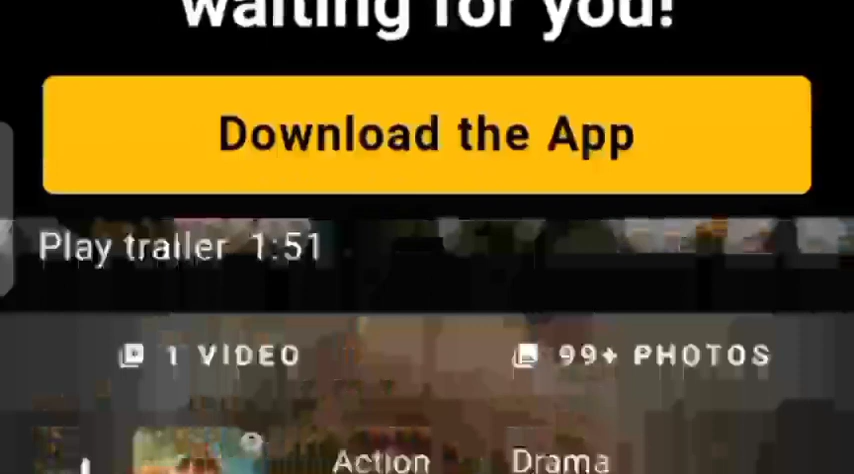 waiting for you!
Download the App
Play trailer 1:51
1 VIDEO 99+ PHOTOS
Action Drama